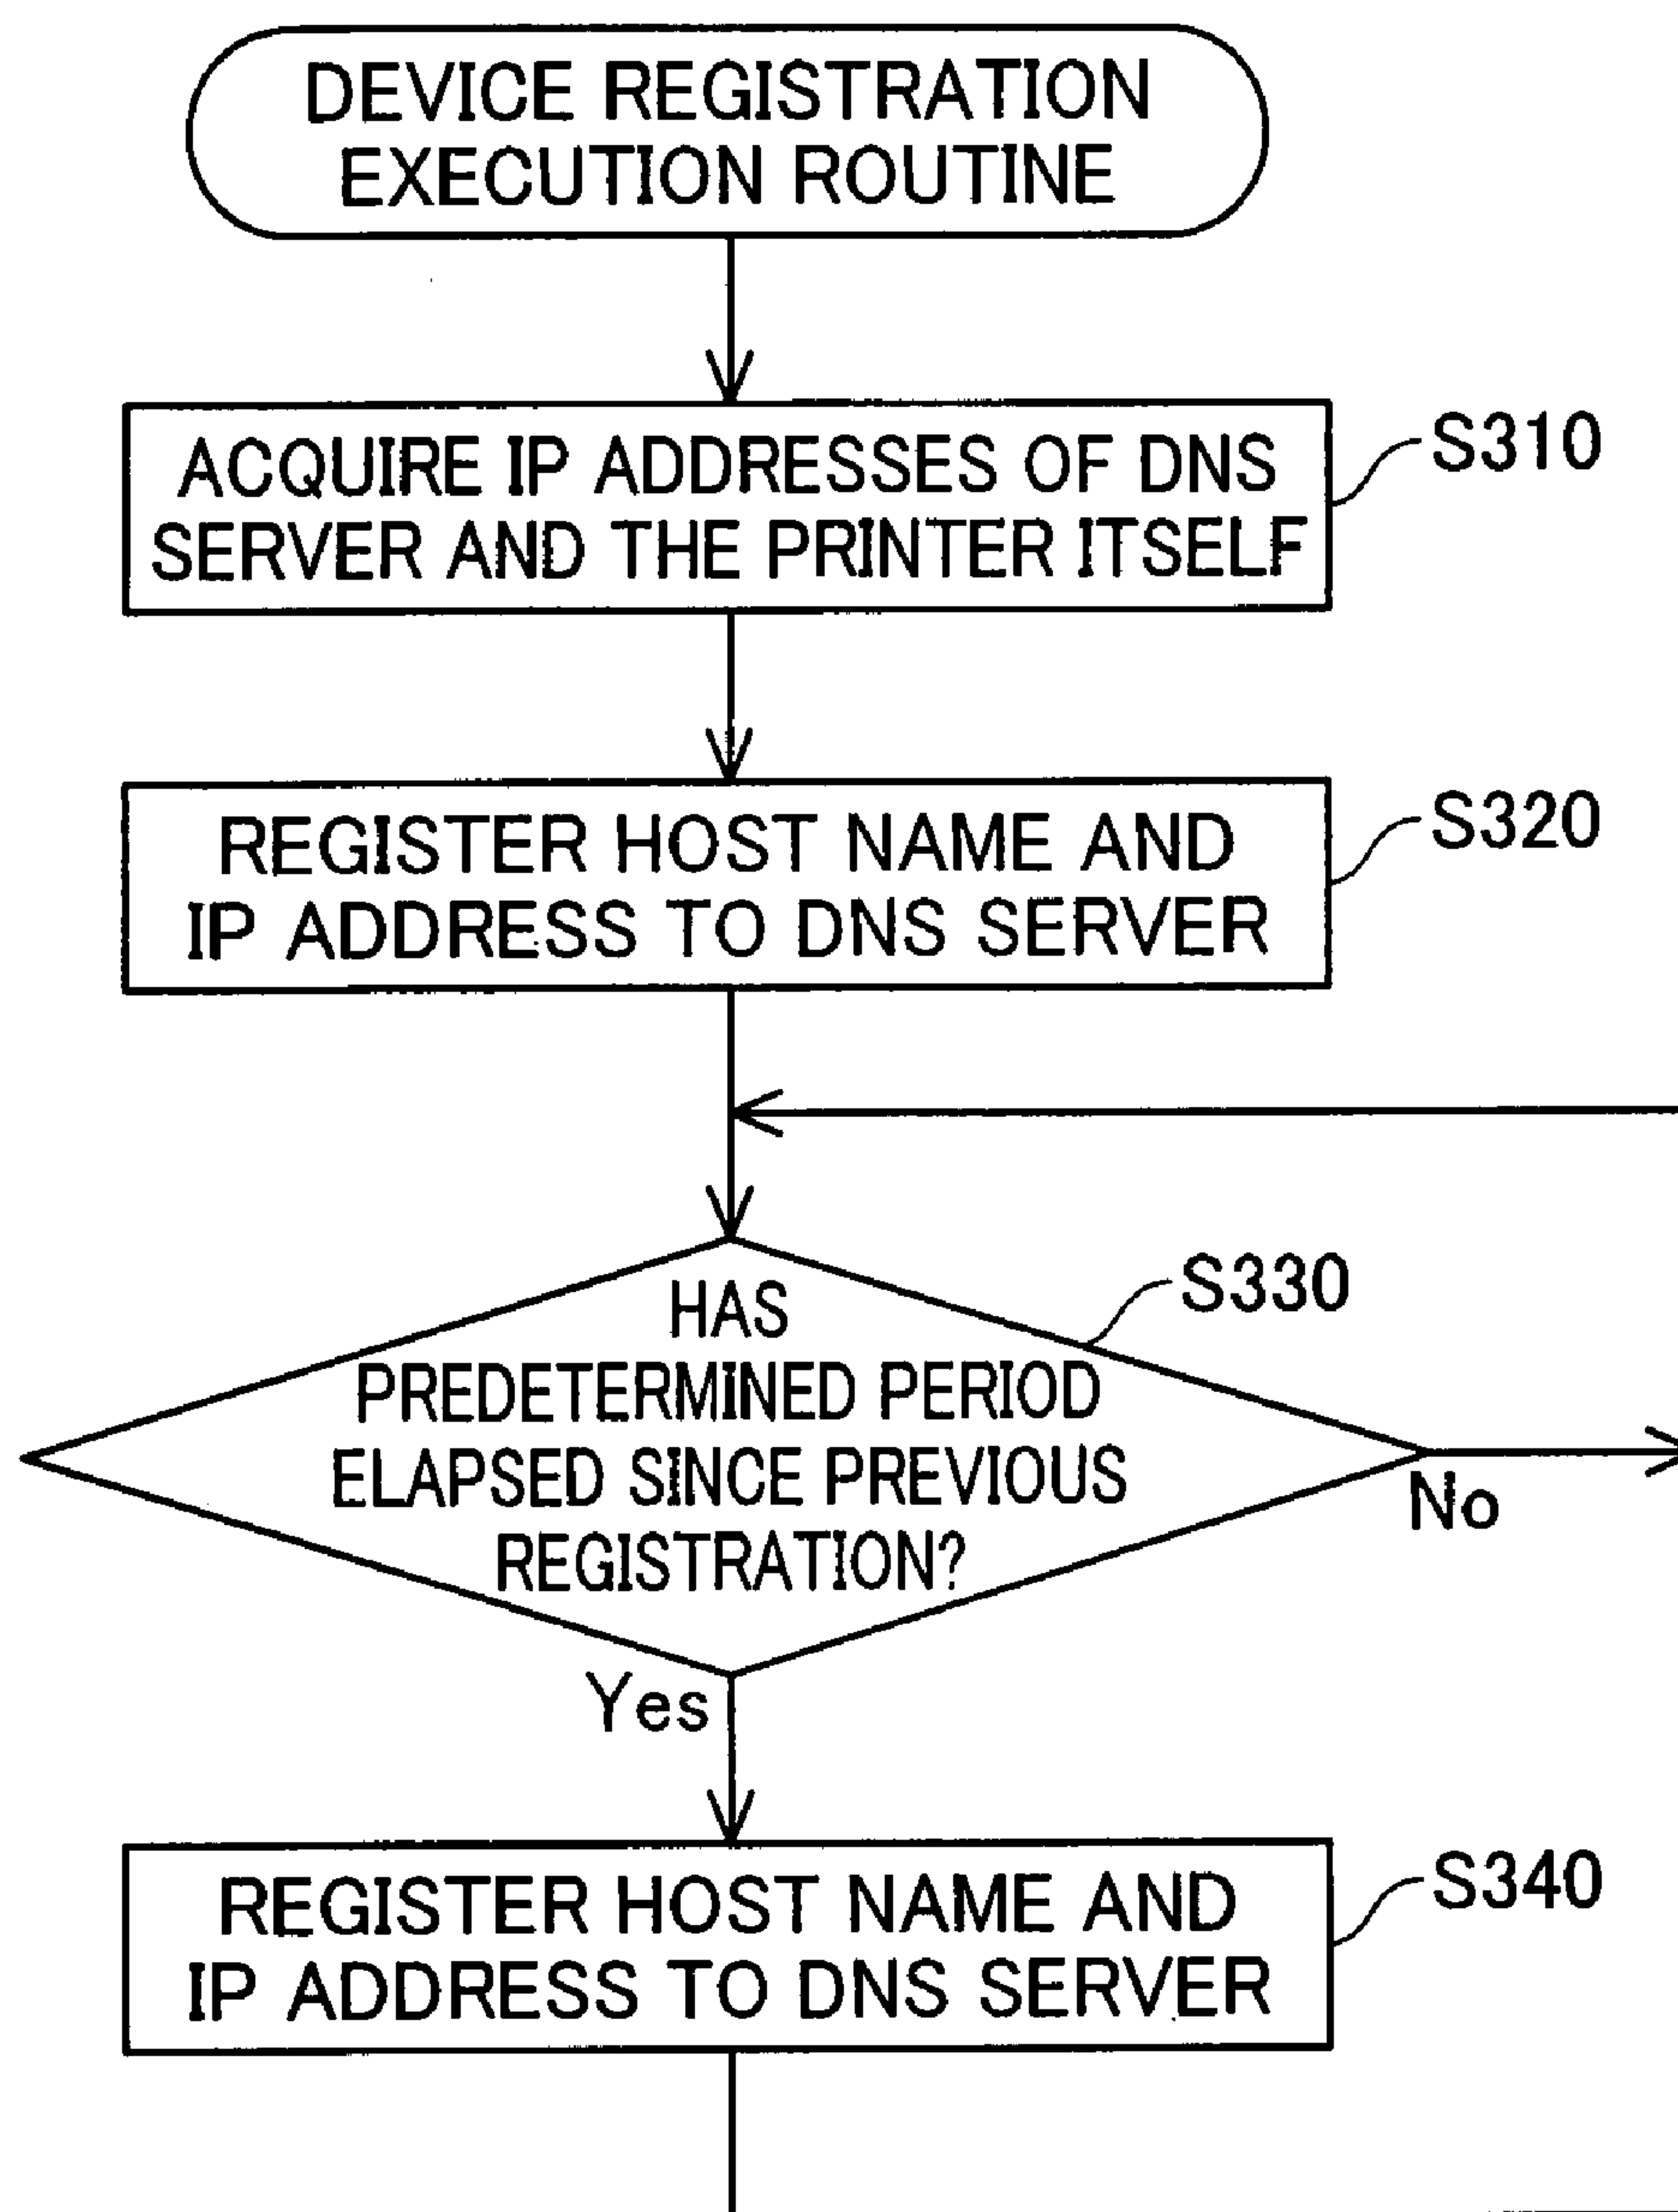 DEVICE REGISTRATION
EXECUTION ROUTINE
ACQUIRE IP ADDRESSES OF DNS
SERVER AND THE PRINTER ITSELF
S310
REGISTER HOST NAME AND
IP ADDRESS TO DNS SERVER
S320
HAS
PREDETERMINED PERIOD
ELAPSED SINCE PREVIOUS
REGISTRATION?
S330
No
Yes
REGISTER HOST NAME AND
IP ADDRESS TO DNS SERVER
S340